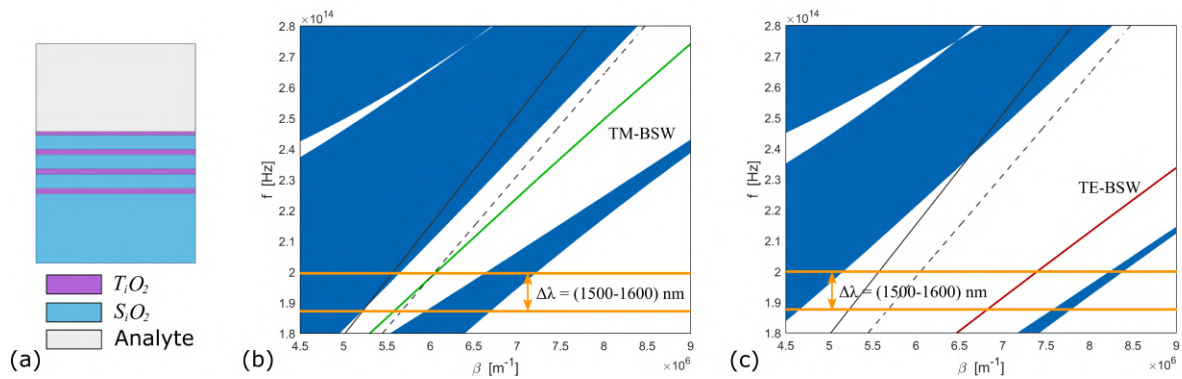 TiO2
SiO2
Analyte
(a)
×10^14
2.8
2.7
2.6
2.5
2.4
2.3
2.2
2.1
2
1.9
1.8
f [Hz]
TM-BSW
Δλ = (1500-1600) nm
4.5 5 5.5 6 6.5 7 7.5 8 8.5 9
β [m^-1]
×10^6
(b)
×10^14
2.8
2.7
2.6
2.5
2.4
2.3
2.2
2.1
2
1.9
1.8
f [Hz]
TE-BSW
Δλ = (1500-1600) nm
4.5 5 5.5 6 6.5 7 7.5 8 8.5 9
β [m^-1]
×10^6
(c)